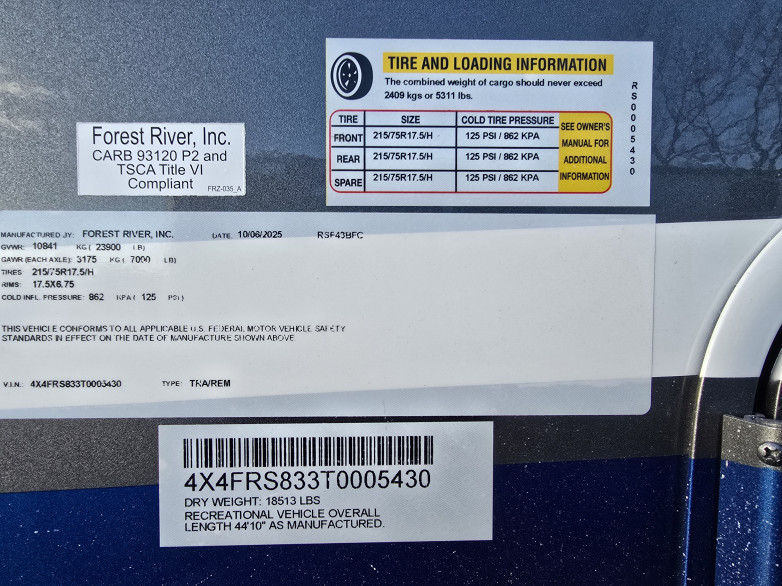 TIRE AND LOADING INFORMATION
The combined weight of cargo should never exceed
2409 kgs or 5311 lbs.
TIRE SIZE COLD TIRE PRESSURE
FRONT 215/75R17.5/H 125 PSI / 862 KPA
REAR 215/75R17.5/H 125 PSI / 862 KPA
SPARE 215/75R17.5/H 125 PSI / 862 KPA
SEE OWNER'S
MANUAL FOR
ADDITIONAL
INFORMATION
RS0005430
Forest River, Inc.
CARB 93120 P2 and
TSCA Title VI
Compliant
FRZ-035_A
MANUFACTURED BY: FOREST RIVER, INC. DATE: 10/06/2025 RSF43BFC
GVWR: 10841 KG ( 23900 LB)
GAWR (EACH AXLE): 3175 KG ( 7000 LB)
TIRES: 215/75R17.5/H
RIMS: 17.5X6.75
COLD INFL. PRESSURE: 862 KPA ( 125 PSI)
THIS VEHICLE CONFORMS TO ALL APPLICABLE U.S. FEDERAL MOTOR VEHICLE SAFETY
STANDARDS IN EFFECT ON THE DATE OF MANUFACTURE SHOWN ABOVE
V.I.N.: 4X4FRS833T0005430 TYPE: TRA/REM
4X4FRS833T0005430
DRY WEIGHT: 18513 LBS
RECREATIONAL VEHICLE OVERALL
LENGTH 44'10" AS MANUFACTURED.